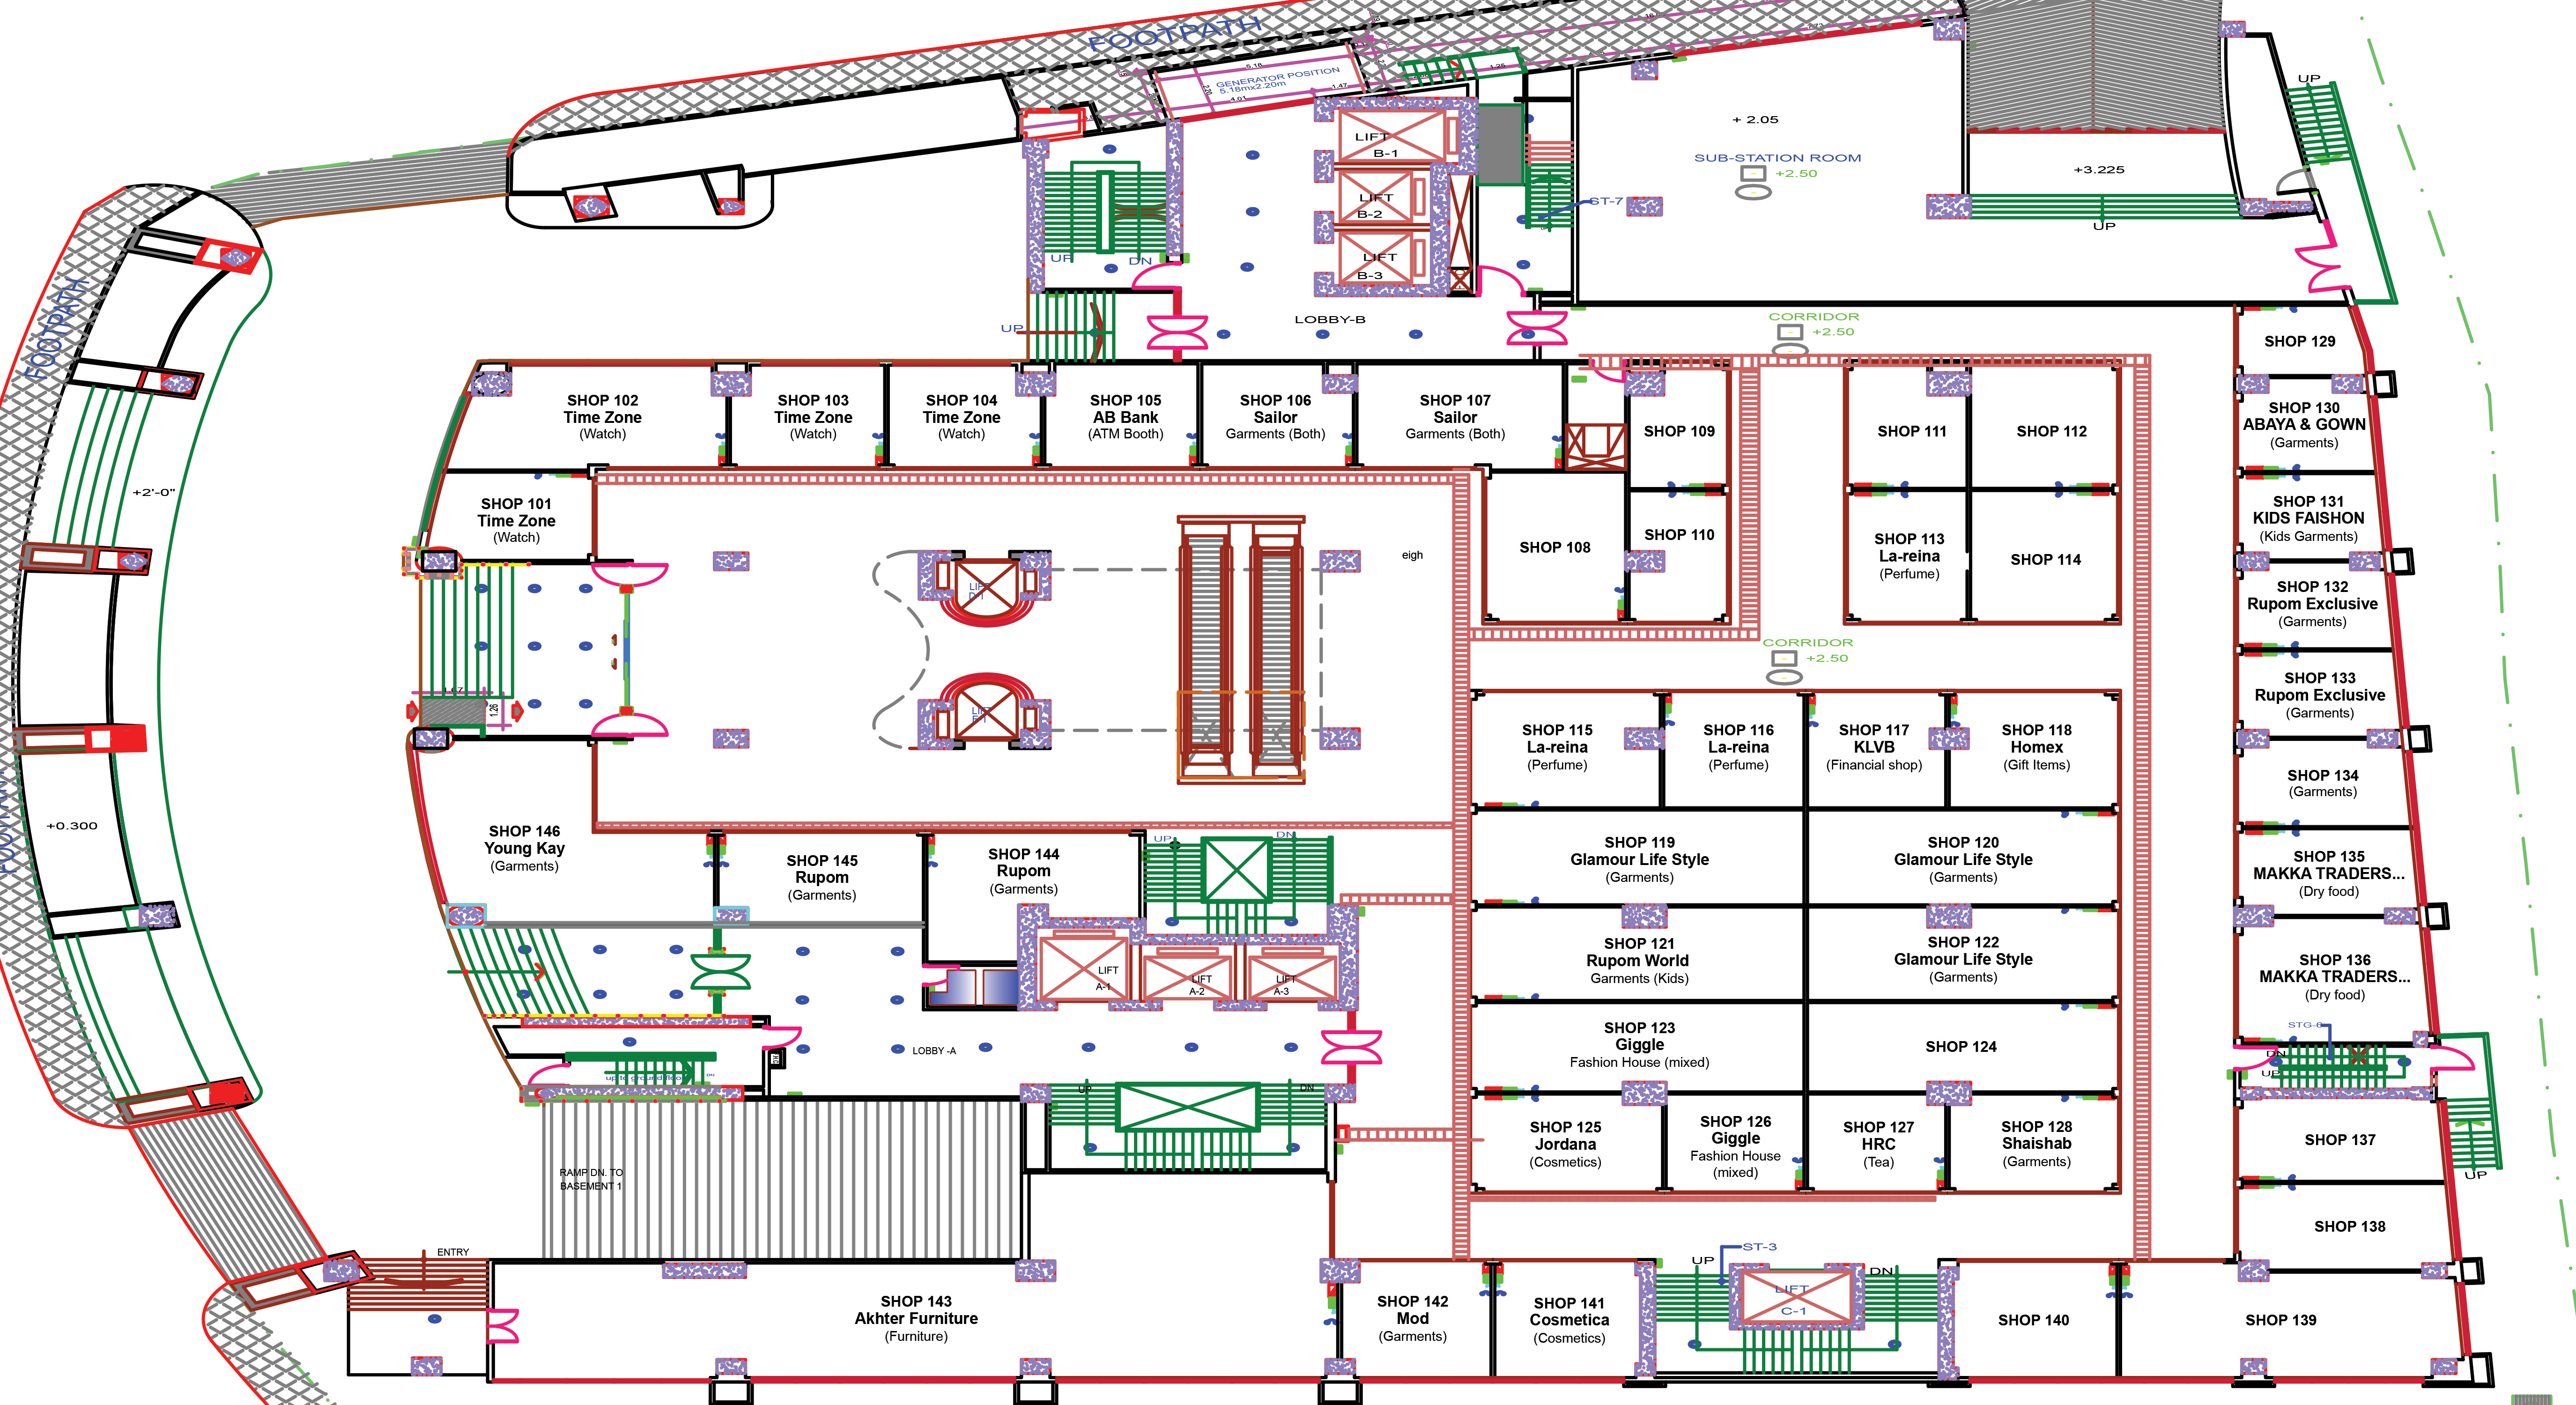 FOOTPATH
GENERATOR POSITION
5.18mx2.20m
5.18
4.01
1.47
2.20
1.25
UP
LIFT
B-1
LIFT
B-2
LIFT
B-3
ST-7
+ 2.05
SUB-STATION ROOM
+2.50
+3.225
UP
UP
DN
UP
LOBBY-B
CORRIDOR
+2.50
FOOTPATH
+2'-0"
+0.300
SHOP 102
Time Zone
(Watch)
SHOP 103
Time Zone
(Watch)
SHOP 104
Time Zone
(Watch)
SHOP 105
AB Bank
(ATM Booth)
SHOP 106
Sailor
Garments (Both)
SHOP 107
Sailor
Garments (Both)
SHOP 109
SHOP 111
SHOP 112
SHOP 129
SHOP 130
ABAYA & GOWN
(Garments)
SHOP 101
Time Zone
(Watch)
eigh
SHOP 108
SHOP 110
SHOP 113
La-reina
(Perfume)
SHOP 114
SHOP 131
KIDS FAISHON
(Kids Garments)
SHOP 132
Rupom Exclusive
(Garments)
CORRIDOR
+2.50
1.26
SHOP 133
Rupom Exclusive
(Garments)
SHOP 115
La-reina
(Perfume)
SHOP 116
La-reina
(Perfume)
SHOP 117
KLVB
(Financial shop)
SHOP 118
Homex
(Gift Items)
SHOP 134
(Garments)
SHOP 146
Young Kay
(Garments)
SHOP 145
Rupom
(Garments)
SHOP 144
Rupom
(Garments)
UP
DN
SHOP 119
Glamour Life Style
(Garments)
SHOP 120
Glamour Life Style
(Garments)
SHOP 135
MAKKA TRADERS...
(Dry food)
LIFT
A-1
LIFT
A-2
LIFT
A-3
SHOP 121
Rupom World
Garments (Kids)
SHOP 122
Glamour Life Style
(Garments)
SHOP 136
MAKKA TRADERS...
(Dry food)
LOBBY -A
SHOP 123
Giggle
Fashion House (mixed)
SHOP 124
STG-6
DN
UP
UP
DN
SHOP 125
Jordana
(Cosmetics)
SHOP 126
Giggle
Fashion House
(mixed)
SHOP 127
HRC
(Tea)
SHOP 128
Shaishab
(Garments)
SHOP 137
UP
RAMP DN. TO
BASEMENT 1
SHOP 138
ENTRY
ST-3
UP
DN
LIFT
C-1
SHOP 143
Akhter Furniture
(Furniture)
SHOP 142
Mod
(Garments)
SHOP 141
Cosmetica
(Cosmetics)
SHOP 140
SHOP 139